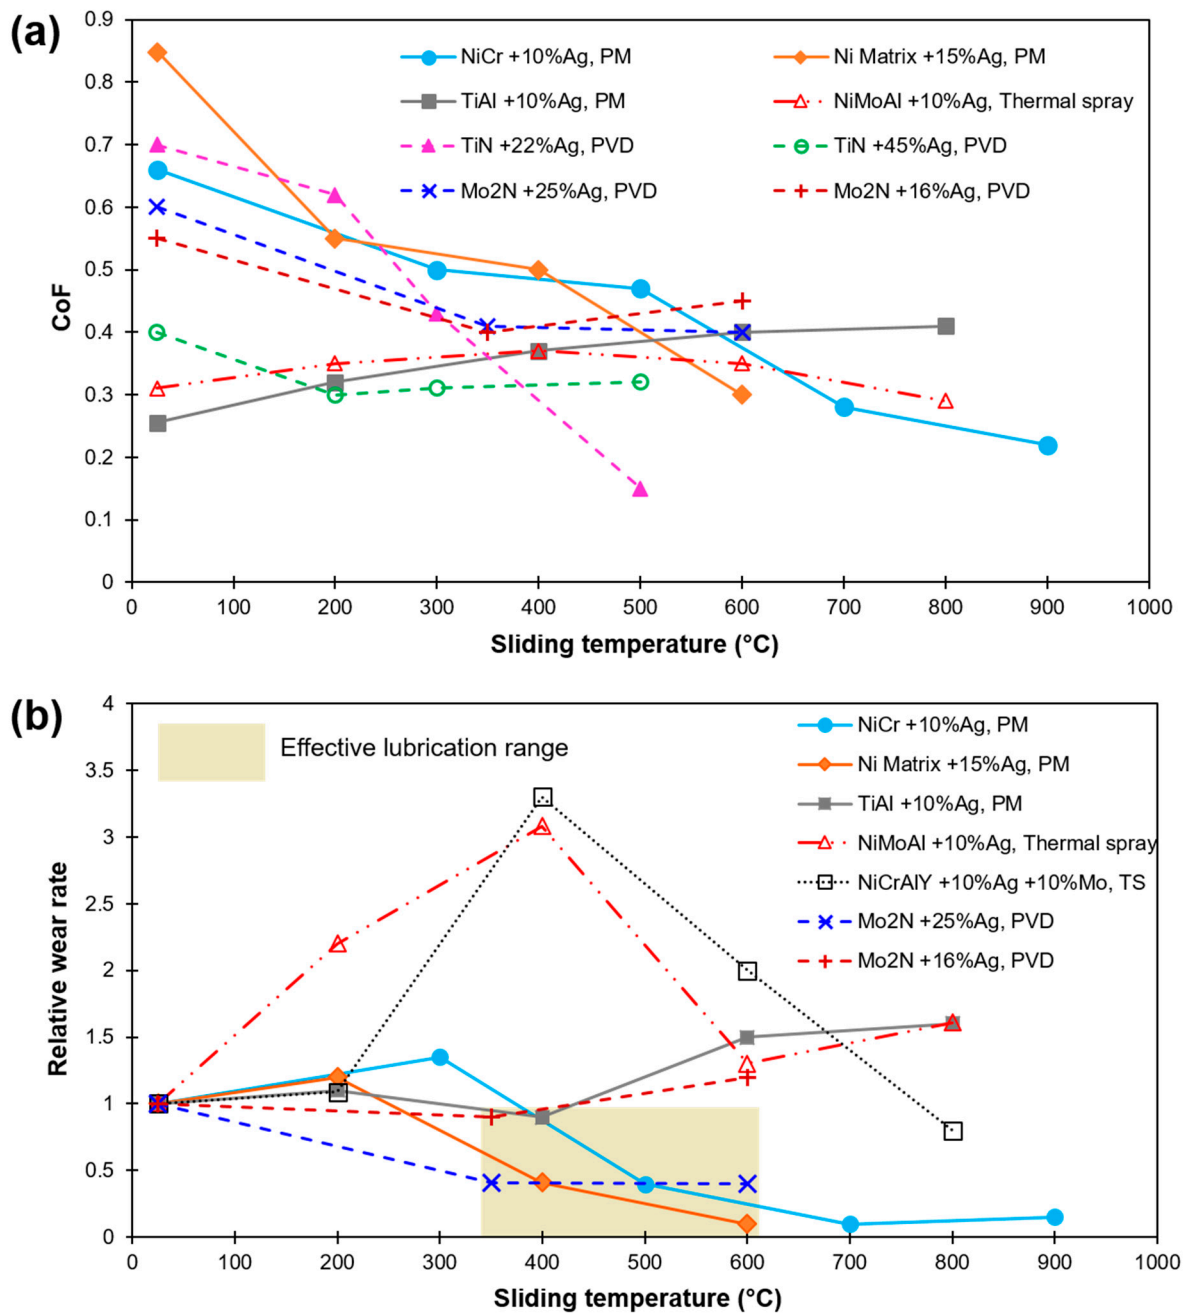 (a)
NiCr +10%Ag, PM
Ni Matrix +15%Ag, PM
TiAl +10%Ag, PM
NiMoAl +10%Ag, Thermal spray
TiN +22%Ag, PVD
TiN +45%Ag, PVD
Mo2N +25%Ag, PVD
Mo2N +16%Ag, PVD
CoF
0.9
0.8
0.7
0.6
0.5
0.4
0.3
0.2
0.1
0
0 100 200 300 400 500 600 700 800 900 1000
Sliding temperature (°C)
(b)
Effective lubrication range
NiCr +10%Ag, PM
Ni Matrix +15%Ag, PM
TiAl +10%Ag, PM
NiMoAl +10%Ag, Thermal spray
NiCrAlY +10%Ag +10%Mo, TS
Mo2N +25%Ag, PVD
Mo2N +16%Ag, PVD
Relative wear rate
4
3.5
3
2.5
2
1.5
1
0.5
0
0 100 200 300 400 500 600 700 800 900 1000
Sliding temperature (°C)